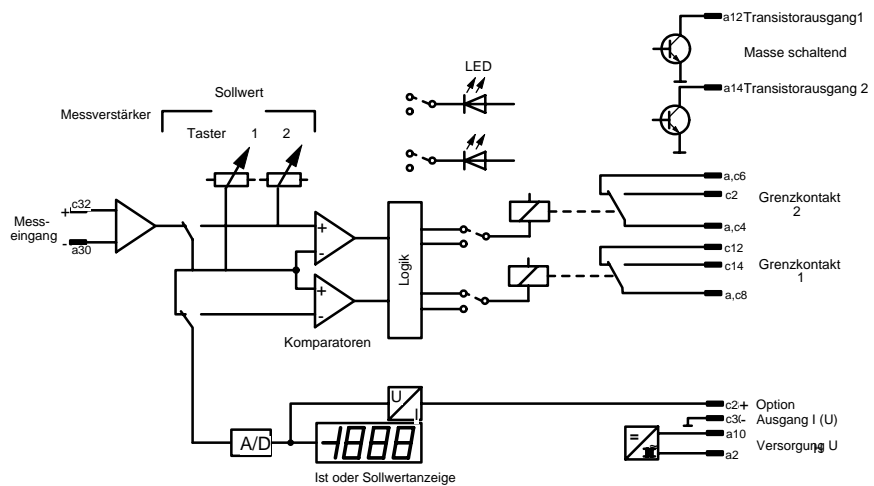 a12 Transistorausgang1
Masse schaltend
LED
a14 Transistorausgang 2
Sollwert
Messverstärker
Taster 1 2
a,c6
c2
Grenzkontakt
2
a,c4
+ c32
Mess-
eingang
- a30
+
-
+
-
Logik
c12
c14
Grenzkontakt
1
a,c8
Komparatoren
U
I
c2 + Option
c3 - Ausgang I (U)
a10
Versorgung U
a2
=
A/D
-1888
Ist oder Sollwertanzeige